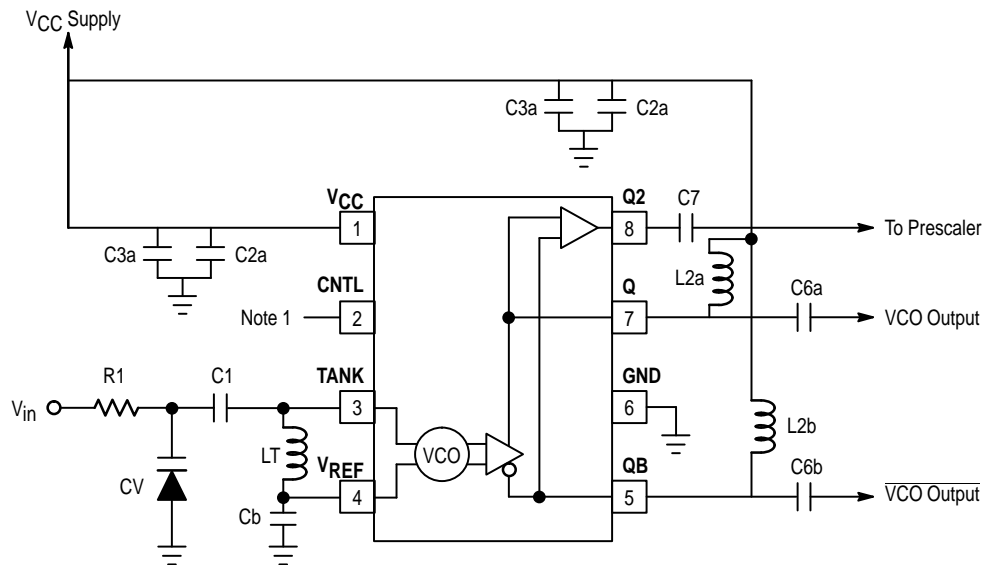 VCC Supply
C3a
C2a
VCC
1
Q2
8
C7
To Prescaler
C3a
C2a
L2a
CNTL
2
Note 1
Q
7
C6a
VCO Output
TANK
3
GND
6
R1
C1
Vin
L2b
LT
VREF
4
VCO
QB
5
C6b
VCO Output
CV
Cb